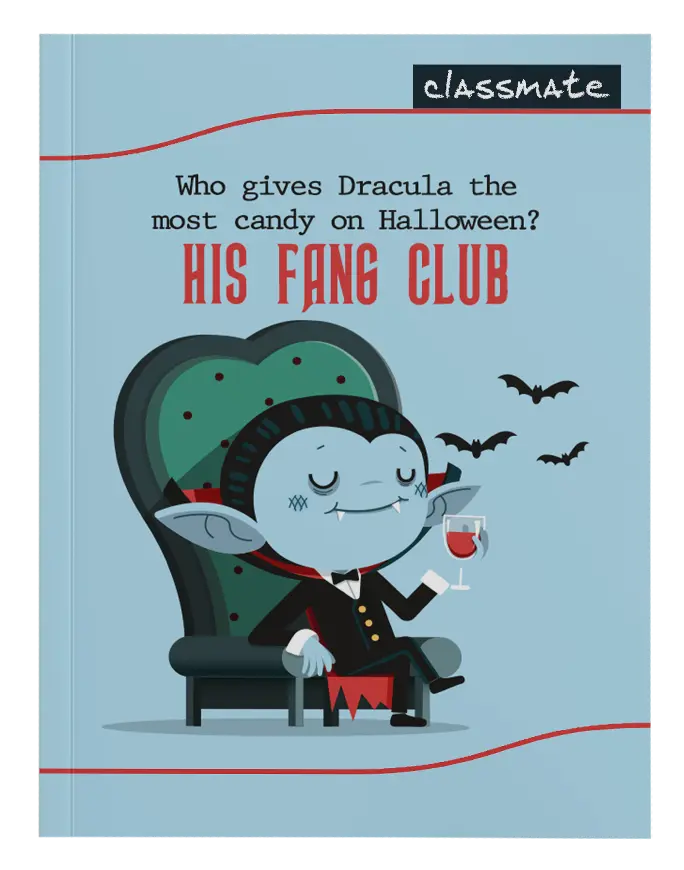 classmate
Who gives Dracula the
most candy on Halloween?
HIS FANG CLUB